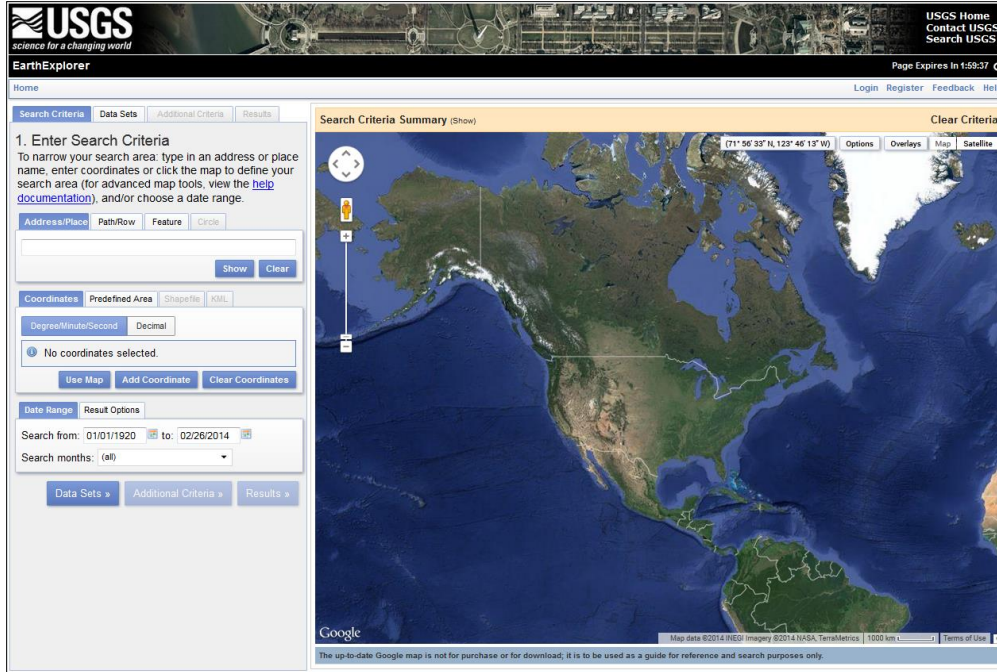 USGS
science for a changing world
USGS Home
Contact USGS
Search USGS
EarthExplorer
Page Expires In 1:59:37
Home
Login Register Feedback Hel
Search Criteria Data Sets Additional Criteria Results
1. Enter Search Criteria
To narrow your search area: type in an address or place
name, enter coordinates or click the map to define your
search area (for advanced map tools, view the help
documentation), and/or choose a date range.
Address/Place Path/Row Feature Circle
Show Clear
Coordinates Predefined Area Shapefile KML
Degree/Minute/Second Decimal
No coordinates selected.
Use Map Add Coordinate Clear Coordinates
Date Range Result Options
Search from: 01/01/1920 to: 02/26/2014
Search months: (all)
Data Sets » Additional Criteria » Results »
Search Criteria Summary (Show)
Clear Criteria
(71° 56' 33" N, 123° 46' 13" W) Options Overlays Map Satellite
Google
Map data ©2014 INEGI Imagery ©2014 NASA, TerraMetrics 1000 km Terms of Use
The up-to-date Google map is not for purchase or for download; it is to be used as a guide for reference and search purposes only.